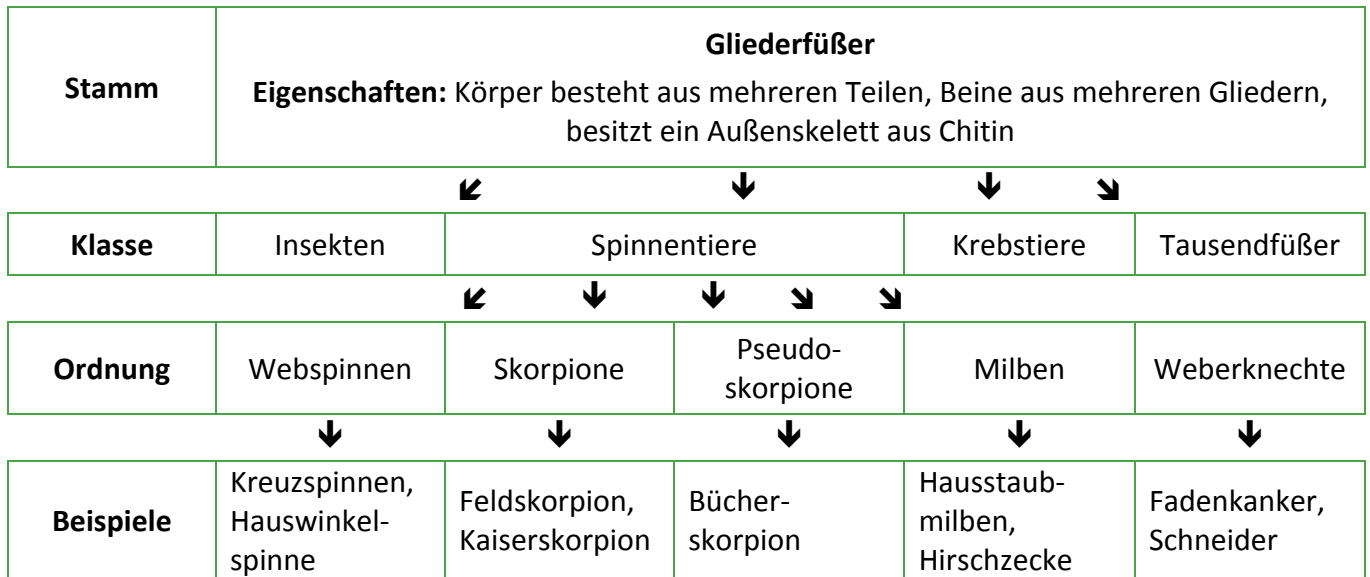 Stamm
Gliederfüßer
Eigenschaften: Körper besteht aus mehreren Teilen, Beine aus mehreren Gliedern,
besitzt ein Außenskelett aus Chitin
Klasse
Insekten
Spinnentiere
Krebstiere
Tausendfüßer
Ordnung
Webspinnen
Skorpione
Pseudo-
skorpione
Milben
Weberknechte
Beispiele
Kreuzspinnen,
Hauswinkel-
spinne
Feldskorpion,
Kaiserskorpion
Bücher-
skorpion
Hausstaub-
milben,
Hirschzecke
Fadenkanker,
Schneider